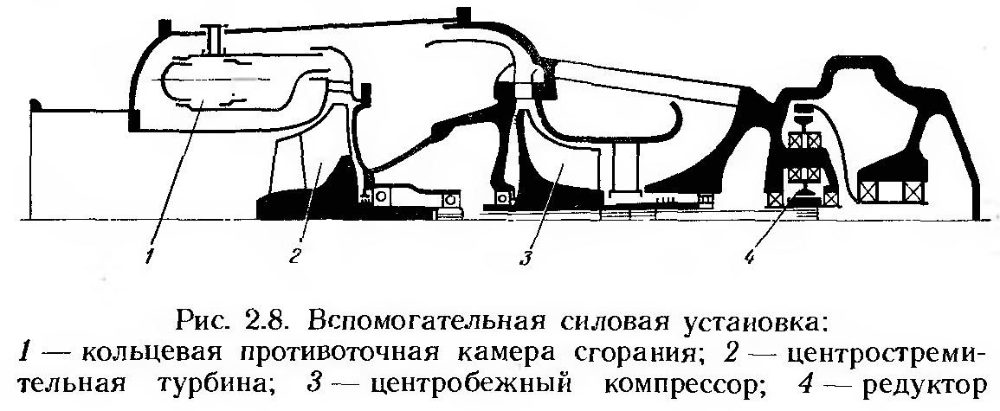 1
2
3
4
Рис. 2.8. Вспомогательная силовая установка:
1 — кольцевая противоточная камера сгорания; 2 — центростреми-
тельная турбина; 3 — центробежный компрессор; 4 — редуктор